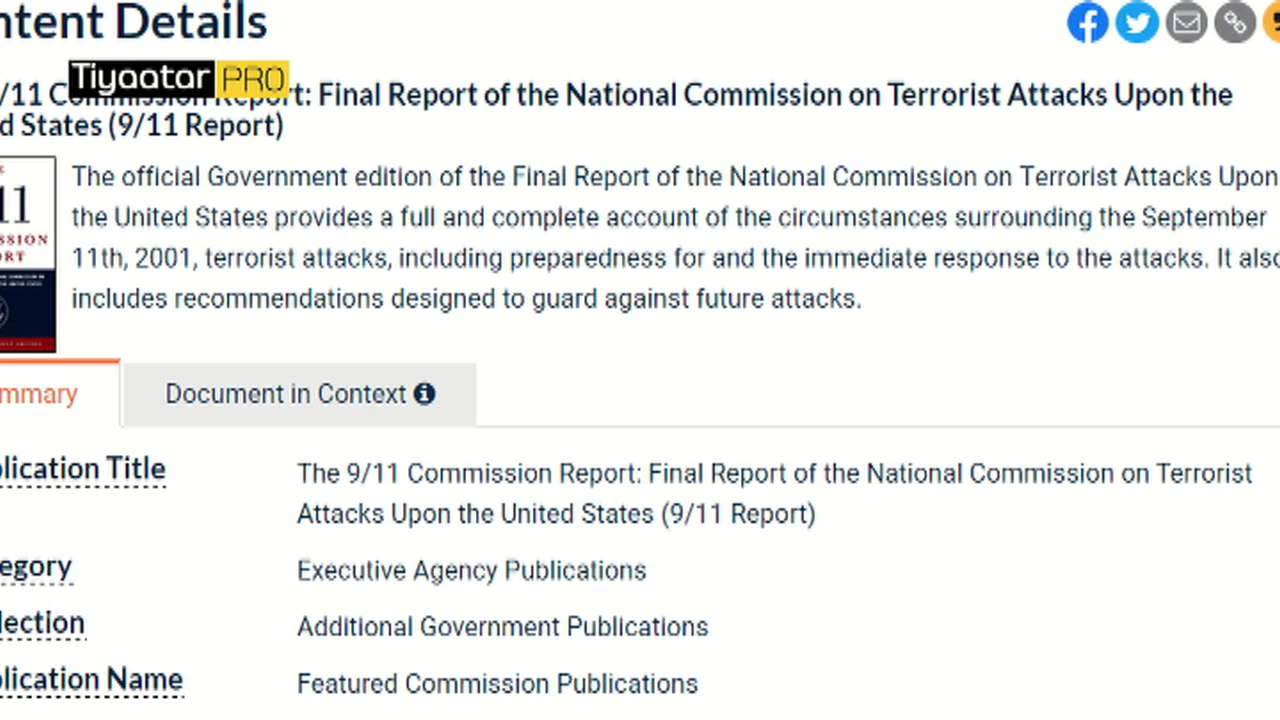 ntent Details
Tiyaatar PRO
/11 Commission Report: Final Report of the National Commission on Terrorist Attacks Upon the
d States (9/11 Report)
The official Government edition of the Final Report of the National Commission on Terrorist Attacks Upon
the United States provides a full and complete account of the circumstances surrounding the September
11th, 2001, terrorist attacks, including preparedness for and the immediate response to the attacks. It also
includes recommendations designed to guard against future attacks.
11
SSION
ORT
mmary
Document in Context
lication Title
The 9/11 Commission Report: Final Report of the National Commission on Terrorist
Attacks Upon the United States (9/11 Report)
egory
Executive Agency Publications
lection
Additional Government Publications
lication Name
Featured Commission Publications